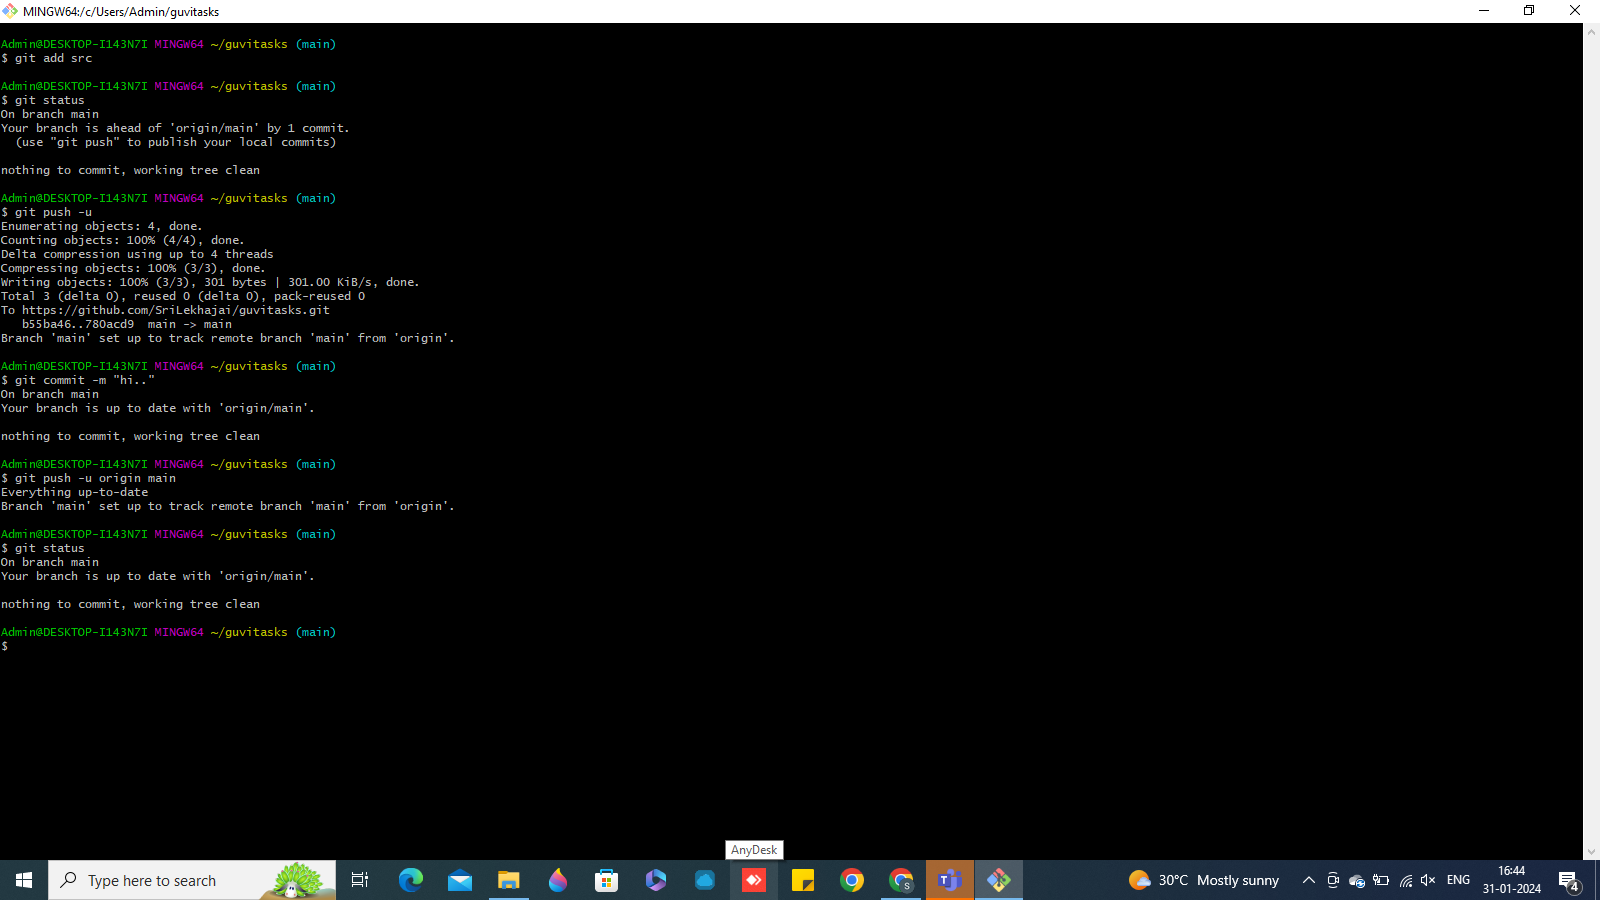 MINGW64:/c/Users/Admin/guvitasks
Admin@DESKTOP-I143N7I MINGW64 ~/guvitasks (main)
$ git add src
Admin@DESKTOP-I143N7I MINGW64 ~/guvitasks (main)
$ git status
On branch main
Your branch is ahead of 'origin/main' by 1 commit.
  (use "git push" to publish your local commits)
nothing to commit, working tree clean
Admin@DESKTOP-I143N7I MINGW64 ~/guvitasks (main)
$ git push -u
Enumerating objects: 4, done.
Counting objects: 100% (4/4), done.
Delta compression using up to 4 threads
Compressing objects: 100% (3/3), done.
Writing objects: 100% (3/3), 301 bytes | 301.00 KiB/s, done.
Total 3 (delta 0), reused 0 (delta 0), pack-reused 0
To https://github.com/SriLekhajai/guvitasks.git
   b55ba46..780acd9  main -> main
Branch 'main' set up to track remote branch 'main' from 'origin'.
Admin@DESKTOP-I143N7I MINGW64 ~/guvitasks (main)
$ git commit -m "hi.."
On branch main
Your branch is up to date with 'origin/main'.
nothing to commit, working tree clean
Admin@DESKTOP-I143N7I MINGW64 ~/guvitasks (main)
$ git push -u origin main
Everything up-to-date
Branch 'main' set up to track remote branch 'main' from 'origin'.
Admin@DESKTOP-I143N7I MINGW64 ~/guvitasks (main)
$ git status
On branch main
Your branch is up to date with 'origin/main'.
nothing to commit, working tree clean
Admin@DESKTOP-I143N7I MINGW64 ~/guvitasks (main)
$
AnyDesk
Type here to search
S
T
30°C Mostly sunny
ENG
16:44
31-01-2024
4